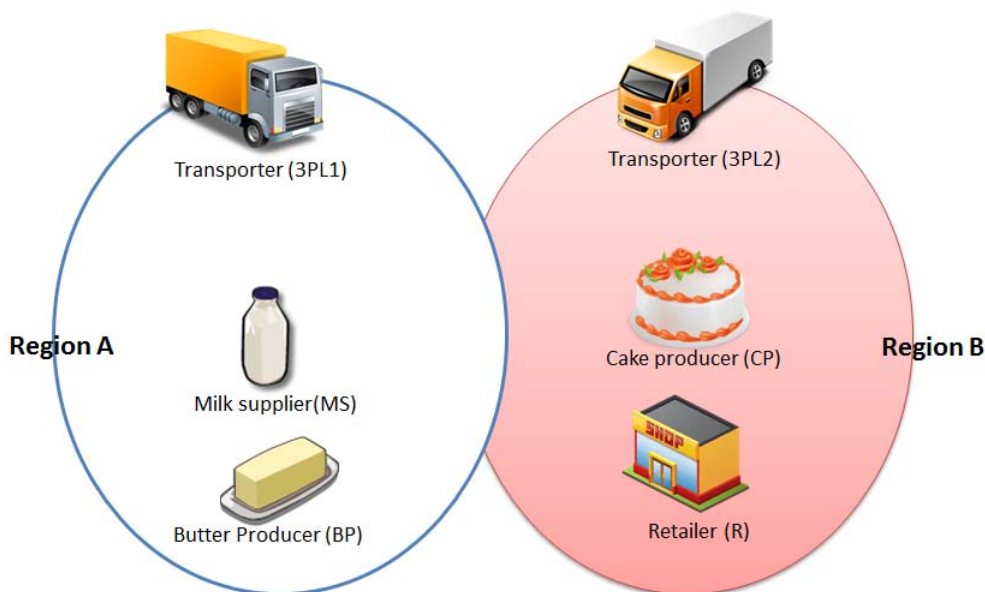 Transporter (3PL1)
Transporter (3PL2)
Region A
Milk supplier(MS)
Butter Producer (BP)
Cake producer (CP)
Region B
SHOP
Retailer (R)